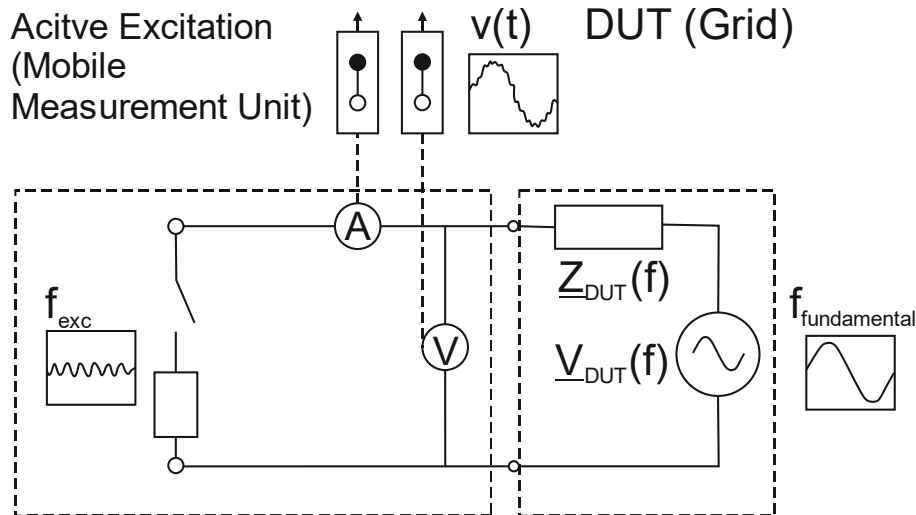 Acitve Excitation
(Mobile
Measurement Unit)
v(t)
DUT (Grid)
A
Z_DUT(f)
f_exc
V
V_DUT(f)
f_fundamental